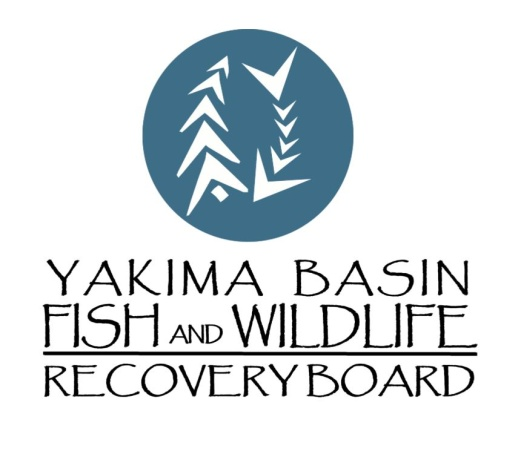 YAKIMA BASIN
FISH AND WILDLIFE
RECOVERY BOARD